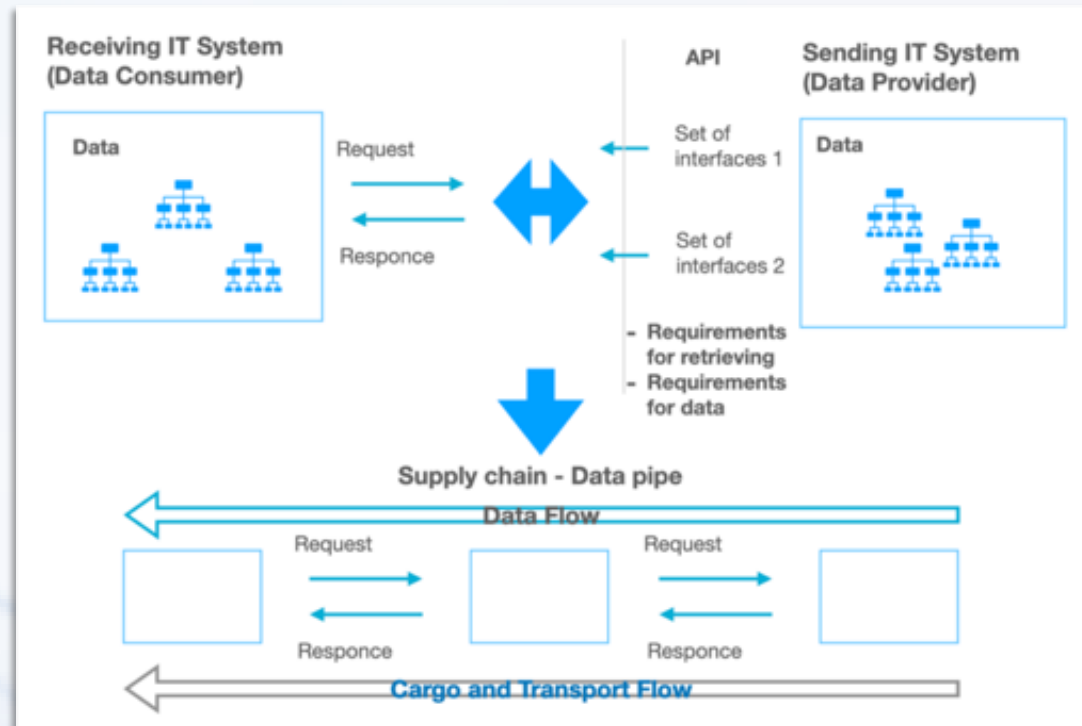 Receiving IT System
(Data Consumer)
API
Sending IT System
(Data Provider)
Data
Request
Responce
Set of
interfaces 1
Set of
interfaces 2
Data
- Requirements
for retrieving
- Requirements
for data
Supply chain - Data pipe
Data Flow
Request
Request
Responce
Responce
Cargo and Transport Flow